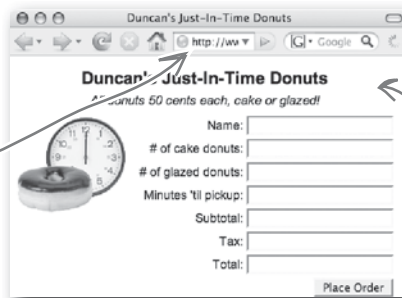 Duncan's Just-In-Time Donuts
http://ww
G Google
Duncan's Just-In-Time Donuts
All donuts 50 cents each, cake or glazed!
Name:
# of cake donuts:
# of glazed donuts:
Minutes 'til pickup:
Subtotal:
Tax:
Total:
Place Order